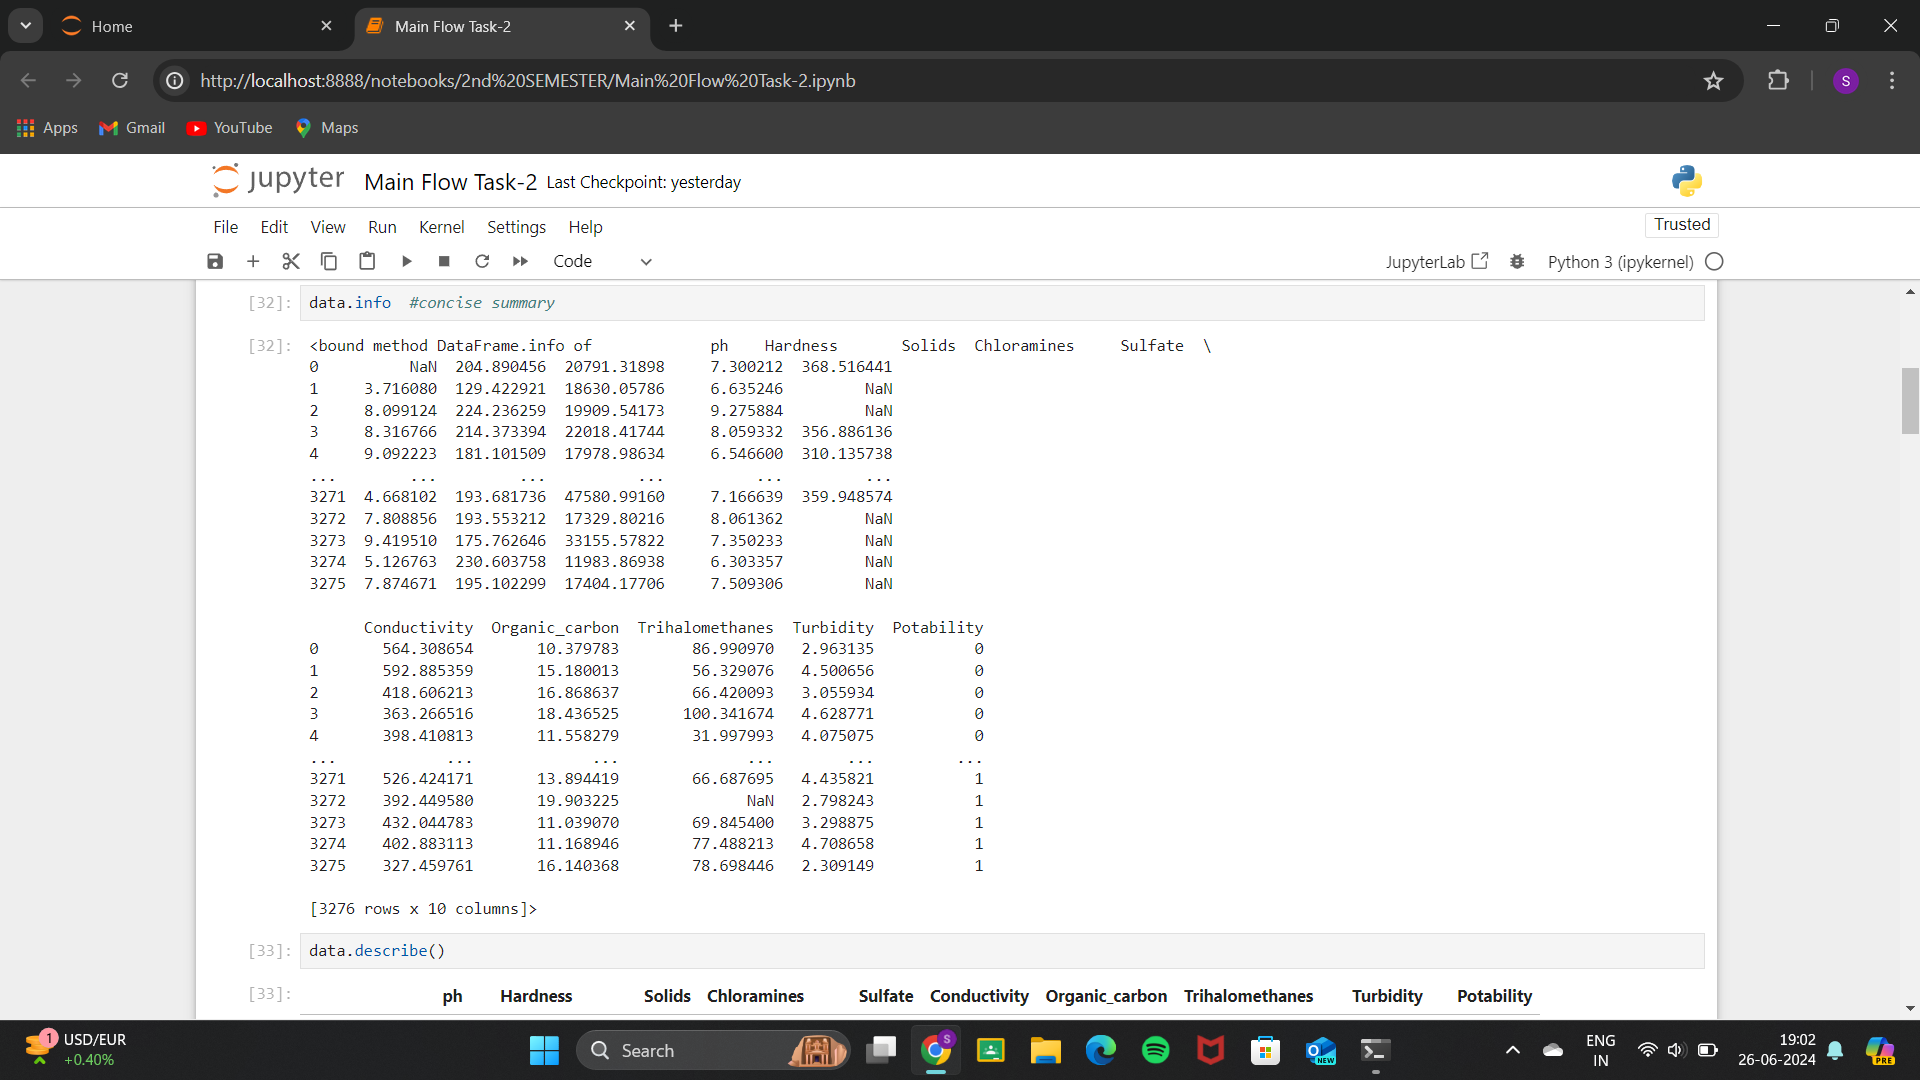 Home
Main Flow Task-2
http://localhost:8888/notebooks/2nd%20SEMESTER/Main%20Flow%20Task-2.ipynb
S
Apps Gmail YouTube Maps
jupyter Main Flow Task-2 Last Checkpoint: yesterday
File Edit View Run Kernel Settings Help
Trusted
Code
JupyterLab Python 3 (ipykernel)
[32]: data.info #concise summary
[32]: <bound method DataFrame.info of ph Hardness Solids Chloramines Sulfate \
0 NaN 204.890456 20791.31898 7.300212 368.516441
1 3.716080 129.422921 18630.05786 6.635246 NaN
2 8.099124 224.236259 19909.54173 9.275884 NaN
3 8.316766 214.373394 22018.41744 8.059332 356.886136
4 9.092223 181.101509 17978.98634 6.546600 310.135738
... ... ... ... ... ...
3271 4.668102 193.681736 47580.99160 7.166639 359.948574
3272 7.808856 193.553212 17329.80216 8.061362 NaN
3273 9.419510 175.762646 33155.57822 7.350233 NaN
3274 5.126763 230.603758 11983.86938 6.303357 NaN
3275 7.874671 195.102299 17404.17706 7.509306 NaN
Conductivity Organic_carbon Trihalomethanes Turbidity Potability
0 564.308654 10.379783 86.990970 2.963135 0
1 592.885359 15.180013 56.329076 4.500656 0
2 418.606213 16.868637 66.420093 3.055934 0
3 363.266516 18.436525 100.341674 4.628771 0
4 398.410813 11.558279 31.997993 4.075075 0
... ... ... ... ... ...
3271 526.424171 13.894419 66.687695 4.435821 1
3272 392.449580 19.903225 NaN 2.798243 1
3273 432.044783 11.039070 69.845400 3.298875 1
3274 402.883113 11.168946 77.488213 4.708658 1
3275 327.459761 16.140368 78.698446 2.309149 1
[3276 rows x 10 columns]>
[33]: data.describe()
[33]: ph Hardness Solids Chloramines Sulfate Conductivity Organic_carbon Trihalomethanes Turbidity Potability
1
USD/EUR
+0.40%
Search
S
NEW
ENG
IN
19:02
26-06-2024
PRE